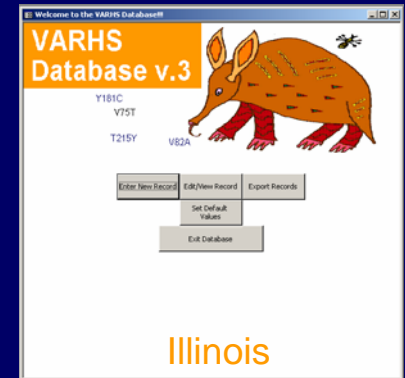 Welcome to the VARHS Database!!!
VARHS
Database v.3
Y181C
V75T
T215Y
V82A
Enter New Record
Edit/View Record
Export Records
Set Default
Values
Exit Database
Illinois